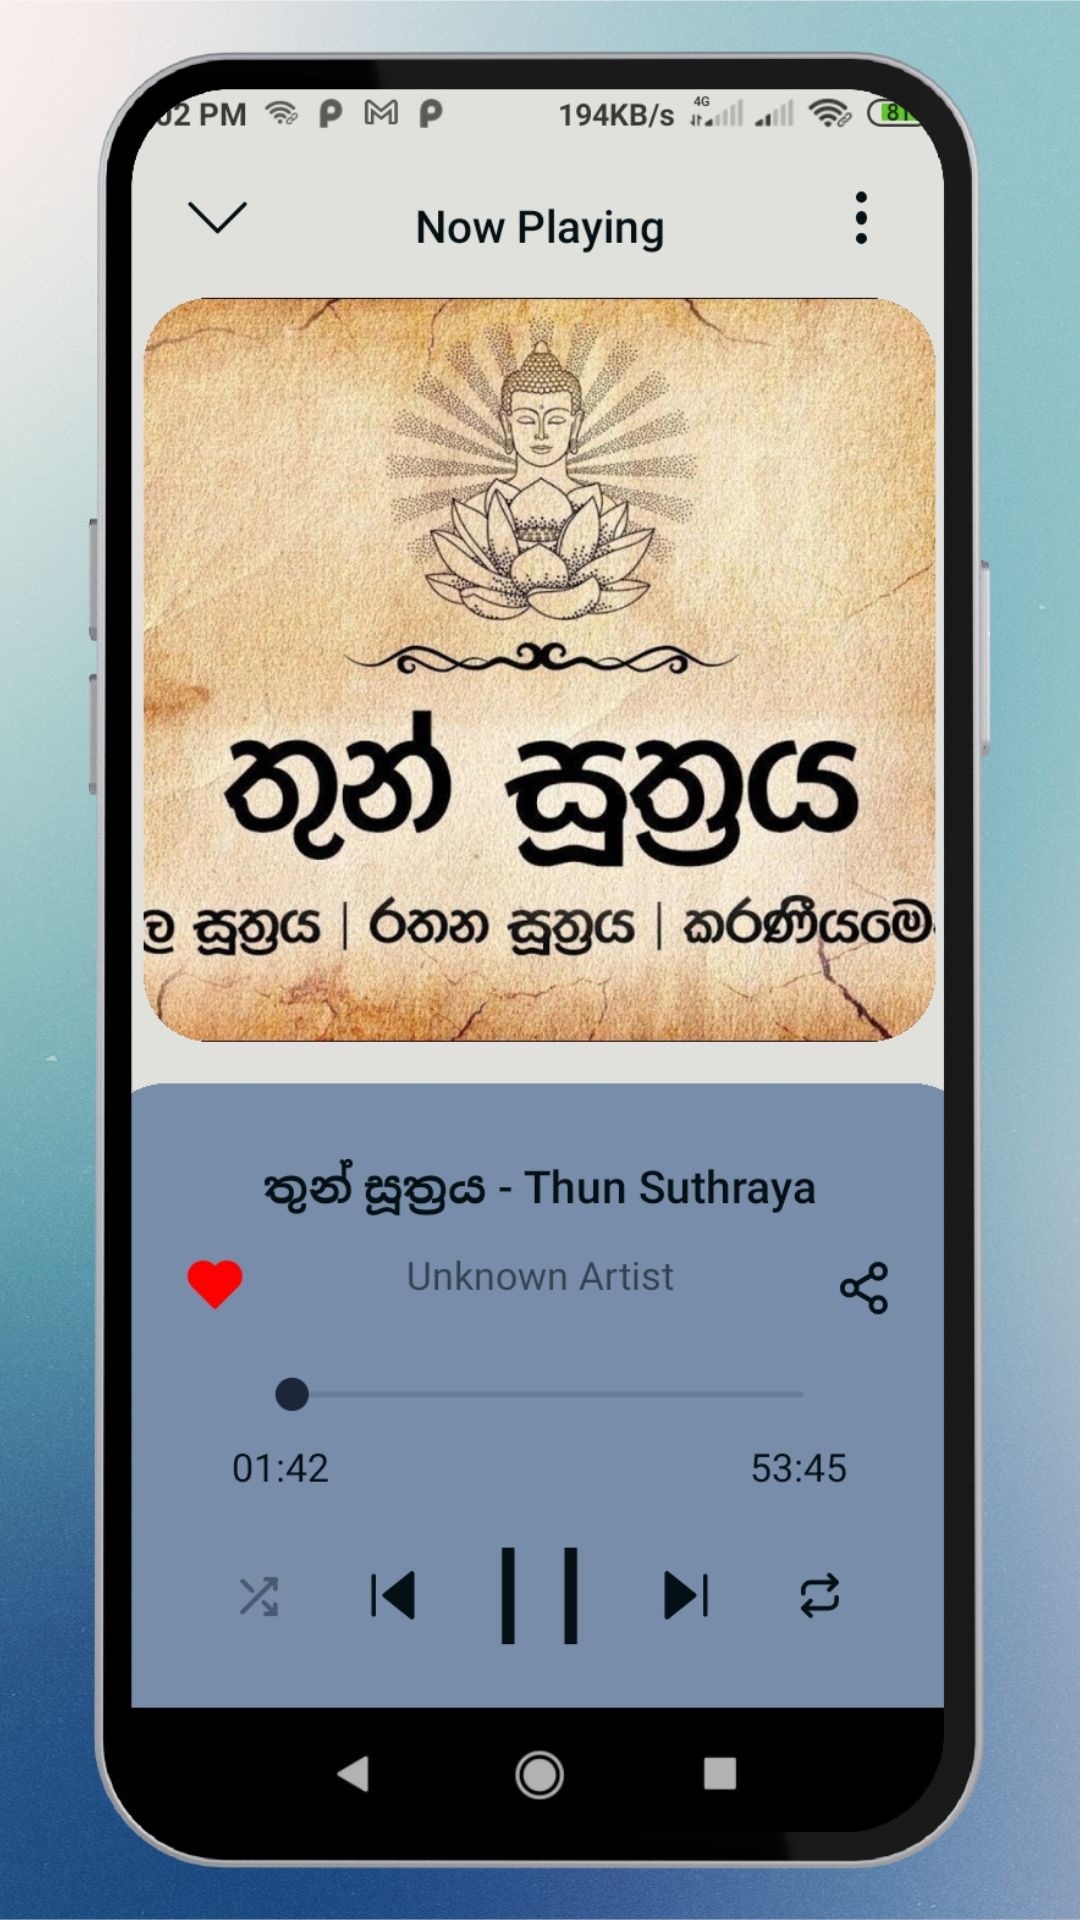 02 PM 194KB/s 4G 81
Now Playing
තුන් සූත්‍රය
ල සූත්‍රය | රතන සූත්‍රය | කරණීයමෙ
තුන් සූත්‍රය - Thun Suthraya
Unknown Artist
01:42 53:45